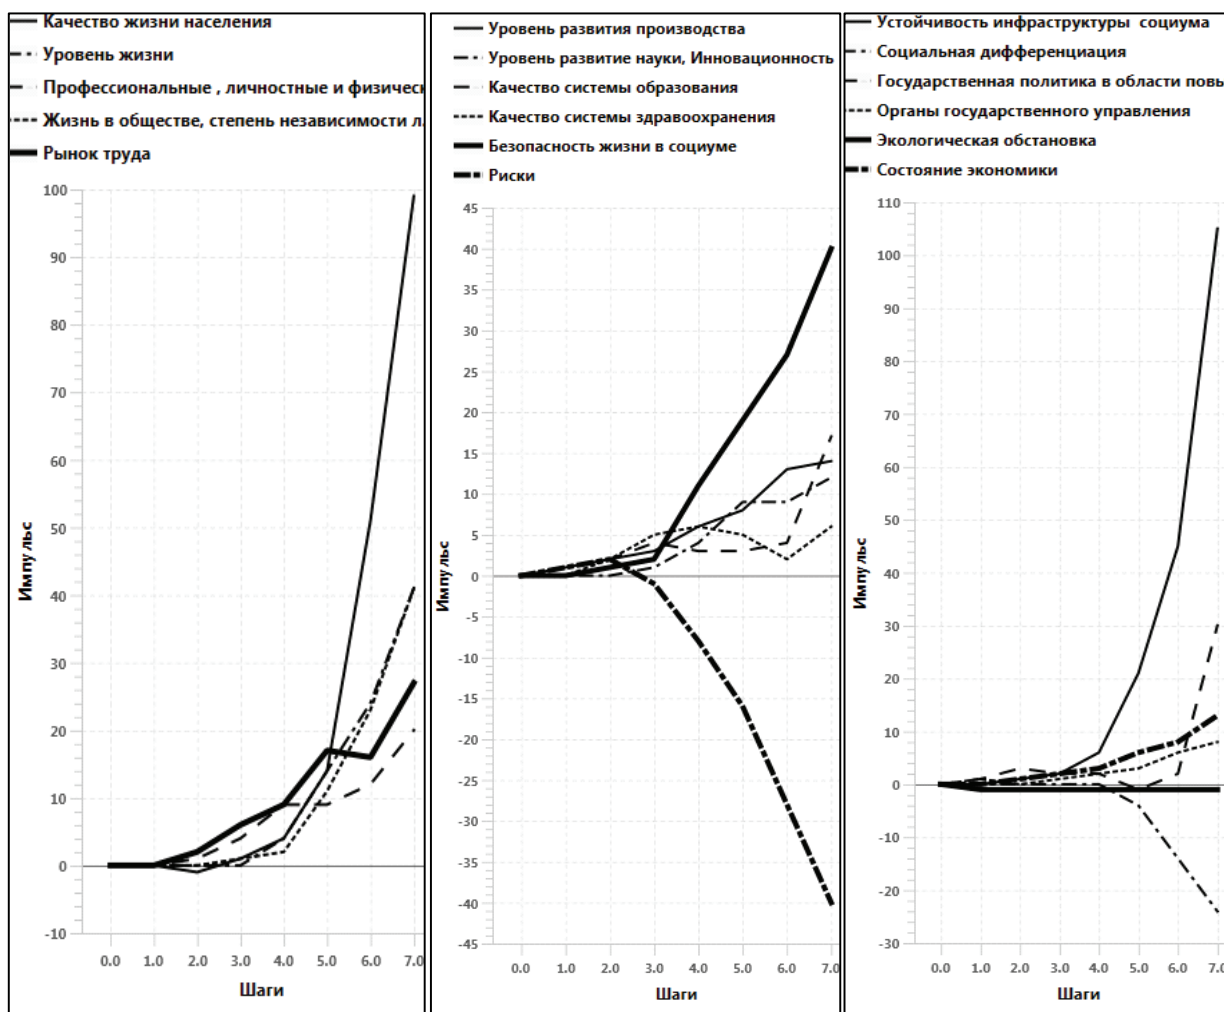 Качество жизни населения
Уровень жизни
Профессиональные , личностные и физичес
Жизнь в обществе, степень независимости л
Рынок труда
100
90
80
70
60
50
40
30
20
10
0
-10
Импульс
0.0 1.0 2.0 3.0 4.0 5.0 6.0 7.0
Шаги
Уровень развития производства
Уровень развитие науки, Инновационность
Качество системы образования
Качество системы здравоохранения
Безопасность жизни в социуме
Риски
45
40
35
30
25
20
15
10
5
0
-5
-10
-15
-20
-25
-30
-35
-40
-45
Импульс
0.0 1.0 2.0 3.0 4.0 5.0 6.0 7.0
Шаги
Устойчивость инфраструктуры социума
Социальная дифференциация
Государственная политика в области повы
Органы государственного управления
Экологическая обстановка
Состояние экономики
110
100
90
80
70
60
50
40
30
20
10
0
-10
-20
-30
Импульс
0.0 1.0 2.0 3.0 4.0 5.0 6.0 7.0
Шаги